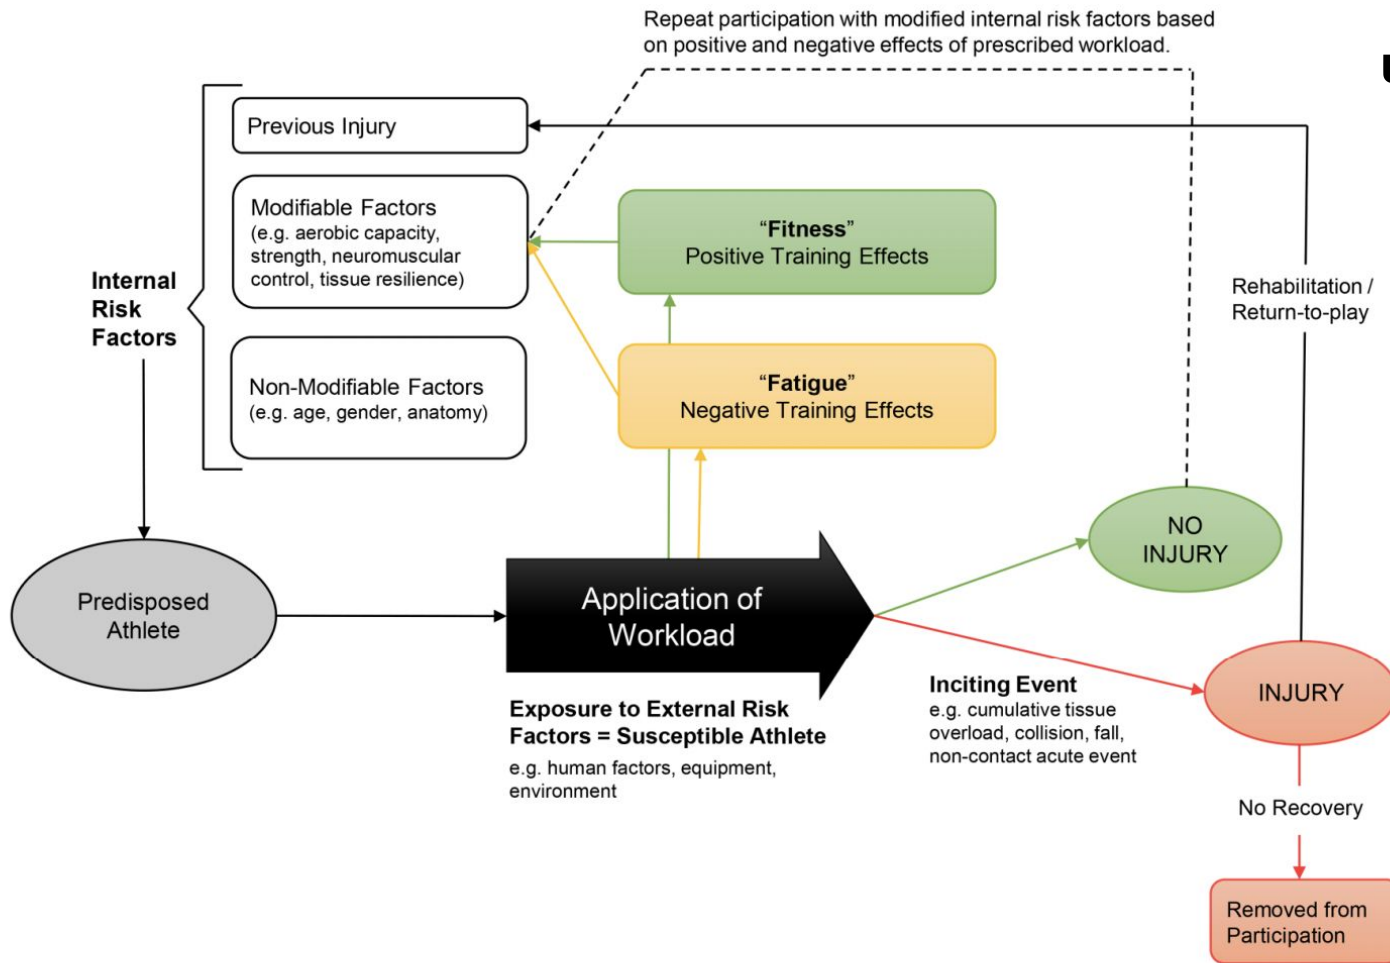 Repeat participation with modified internal risk factors based
on positive and negative effects of prescribed workload.
Previous Injury
Modifiable Factors
(e.g. aerobic capacity,
strength, neuromuscular
control, tissue resilience)
Internal
Risk
Factors
Non-Modifiable Factors
(e.g. age, gender, anatomy)
“Fitness”
Positive Training Effects
“Fatigue”
Negative Training Effects
Rehabilitation /
Return-to-play
Predisposed
Athlete
Application of
Workload
NO
INJURY
Exposure to External Risk
Factors = Susceptible Athlete
e.g. human factors, equipment,
environment
Inciting Event
e.g. cumulative tissue
overload, collision, fall,
non-contact acute event
INJURY
No Recovery
Removed from
Participation